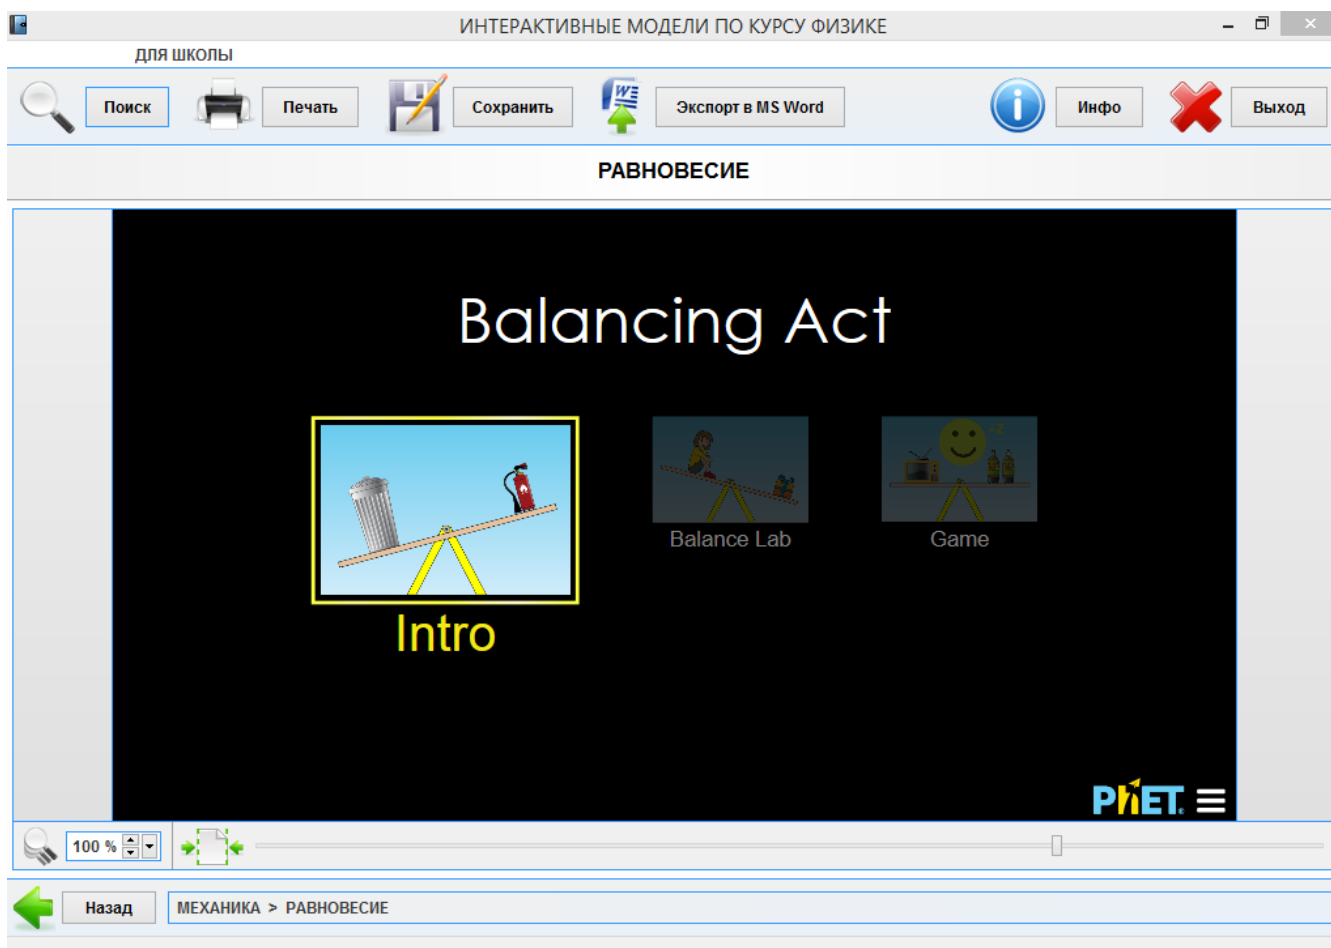 ИНТЕРАКТИВНЫЕ МОДЕЛИ ПО КУРСУ ФИЗИКЕ
ДЛЯ ШКОЛЫ
Поиск
Печать
Сохранить
Экспорт в MS Word
Инфо
Выход
РАВНОВЕСИЕ
Balancing Act
Intro
Balance Lab
Game
PhET
100 %
Назад
МЕХАНИКА > РАВНОВЕСИЕ